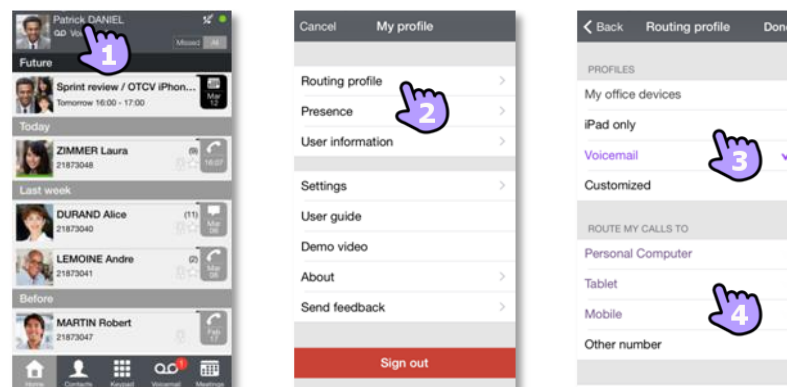 Patrick DANIEL
Missed All
1
Future
Sprint review / OTCV iPhon...
Tomorrow 16:00 - 17:00
Mar
12
Today
ZIMMER Laura (9)
21873048
16:07
Last week
DURAND Alice (11)
21873040
Mar
06
LEMOINE Andre (2)
21873041
Mar
06
Before
MARTIN Robert
21873047
Feb
17
1
Home Contacts Keypad Voicemail Meetings
Cancel My profile
Routing profile
2
Presence
User information
Settings
User guide
Demo video
About
Send feedback
Sign out
Back Routing profile Don
PROFILES
My office devices
iPad only
3
Voicemail
Customized
ROUTE MY CALLS TO
Personal Computer
Tablet
4
Mobile
Other number